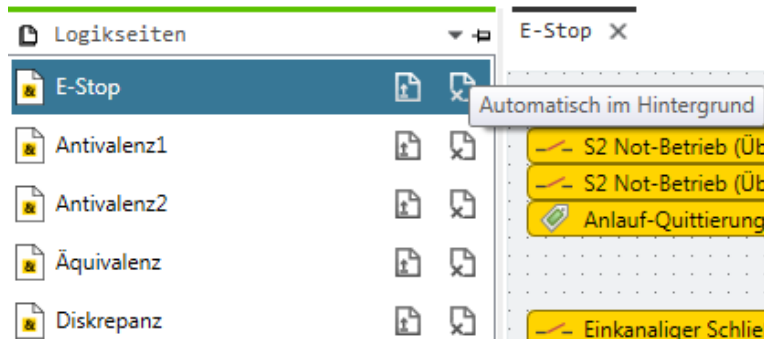 Logikseiten
E-Stop
E-Stop
Automatisch im Hintergrund
Antivalenz1
S2 Not-Betrieb (Üb
S2 Not-Betrieb (Üb
Antivalenz2
Anlauf-Quittierung
Äquivalenz
Diskrepanz
Einkanaliger Schlie